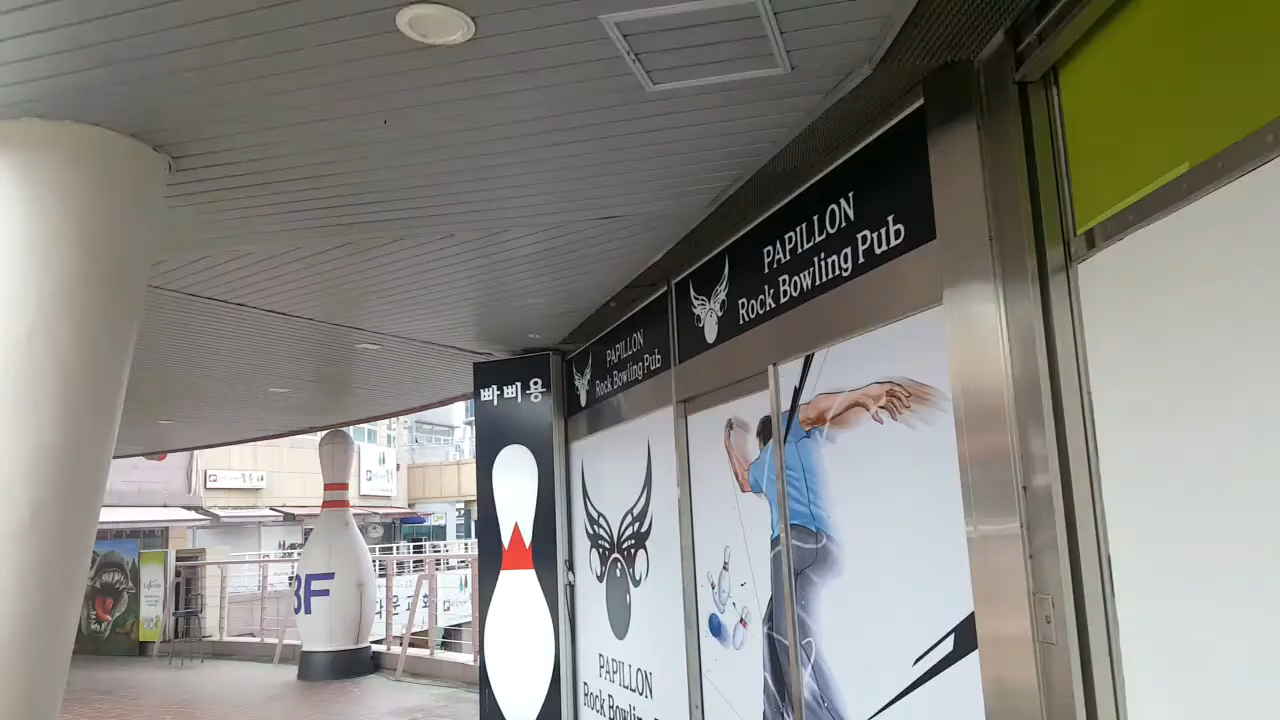 PAPILLON
Rock Bowling Pub
PAPILLON
Rock Bowling Pub
빠삐용
PAPILLON
Rock Bowling
3F